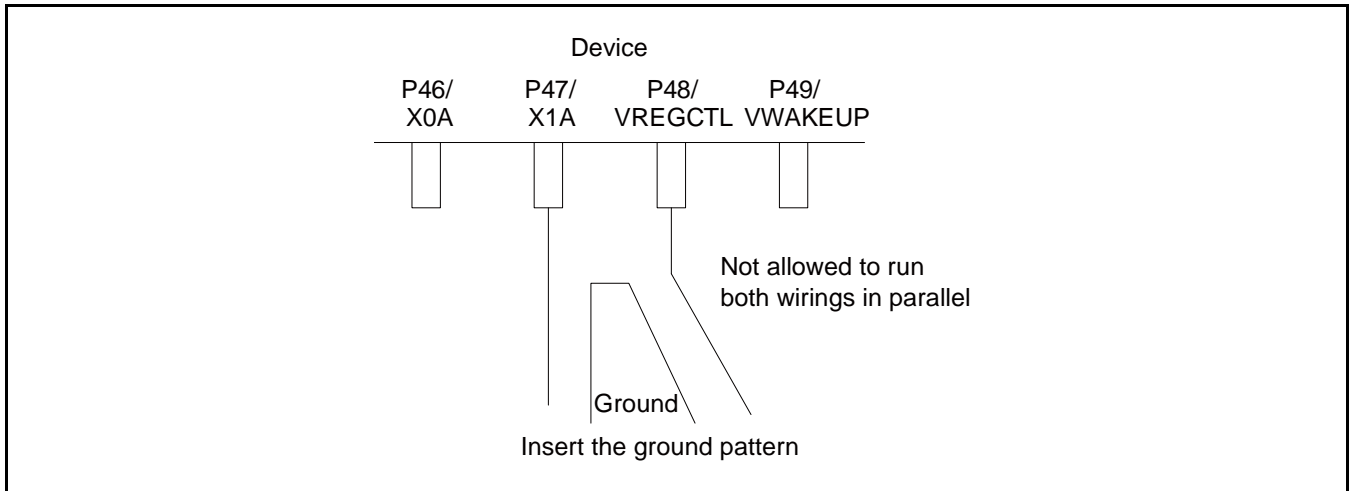 Device
P46/ P47/ P48/ P49/
X0A X1A VREGCTL VWAKEUP
Not allowed to run
both wirings in parallel
Ground
Insert the ground pattern